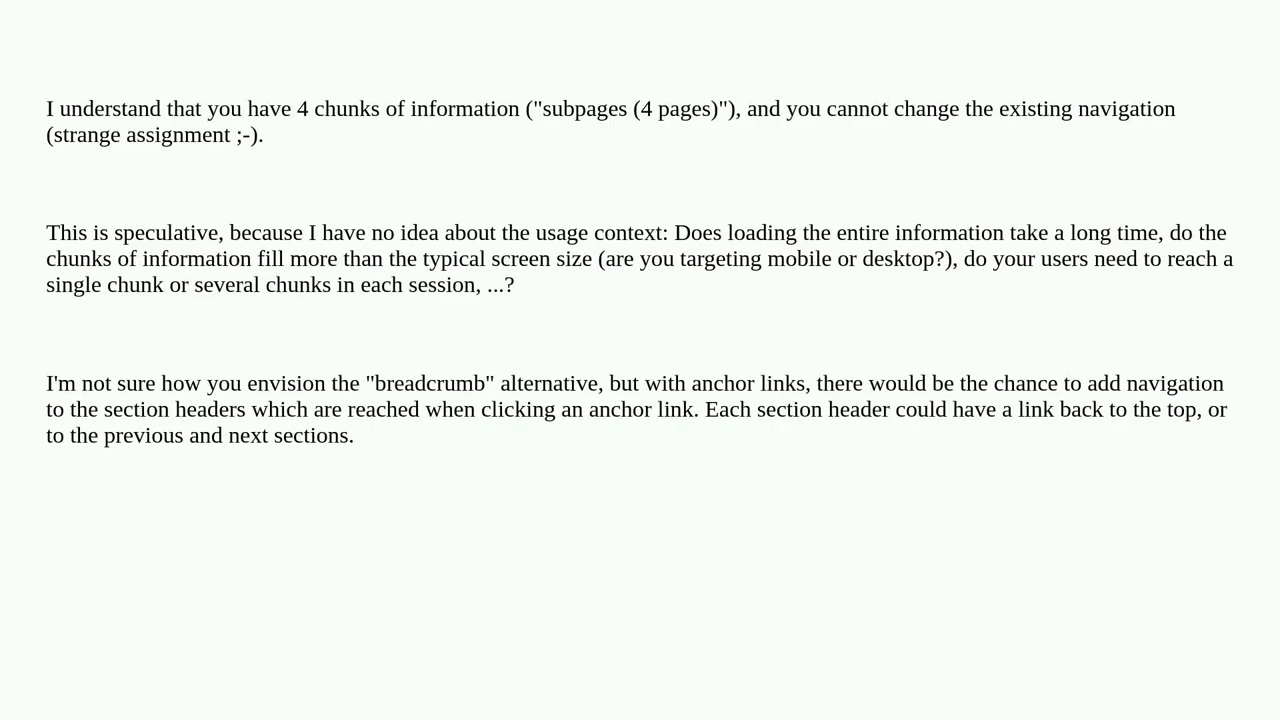 I understand that you have 4 chunks of information ("subpages (4 pages)"), and you cannot change the existing navigation
(strange assignment ;-).
This is speculative, because I have no idea about the usage context: Does loading the entire information take a long time, do the
chunks of information fill more than the typical screen size (are you targeting mobile or desktop?), do your users need to reach a
single chunk or several chunks in each session, ...?
I'm not sure how you envision the "breadcrumb" alternative, but with anchor links, there would be the chance to add navigation
to the section headers which are reached when clicking an anchor link. Each section header could have a link back to the top, or
to the previous and next sections.